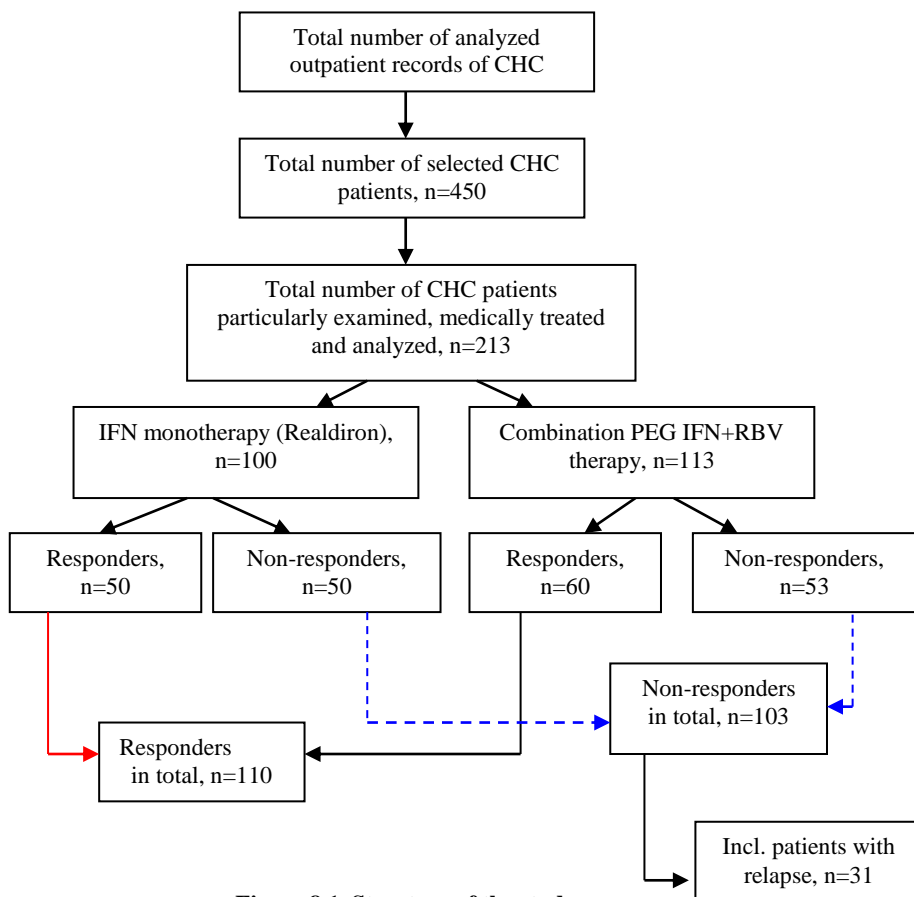 Total number of analyzed
outpatient records of CHC
Total number of selected CHC
patients, n=450
Total number of CHC patients
particularly examined, medically treated
and analyzed, n=213
IFN monotherapy (Realdiron),
n=100
Combination PEG IFN+RBV
therapy, n=113
Responders,
n=50
Non-responders,
n=50
Responders,
n=60
Non-responders,
n=53
Non-responders
in total, n=103
Responders
in total, n=110
Incl. patients with
relapse, n=31